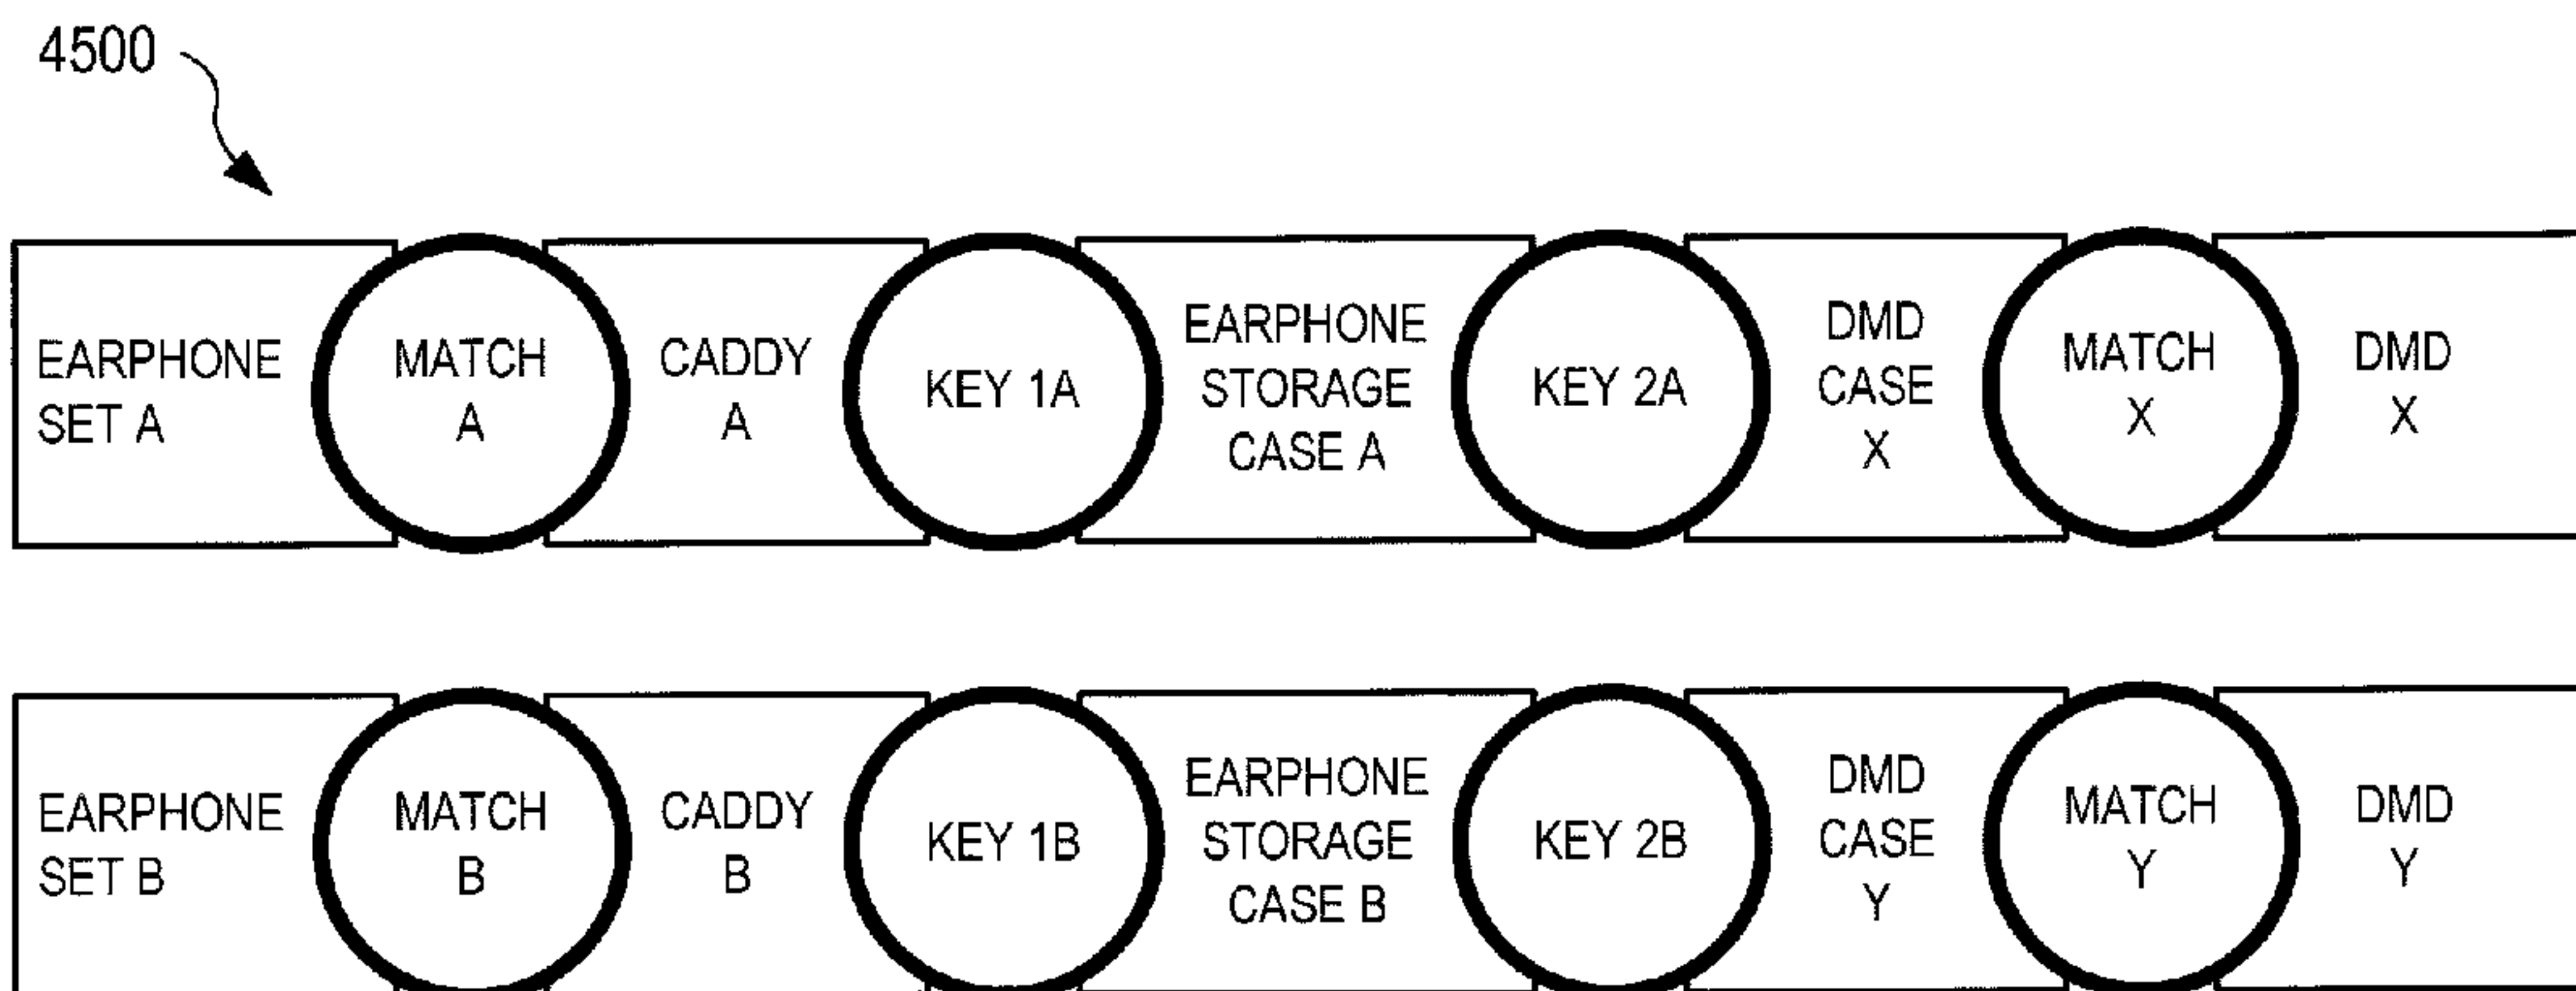 4500
EARPHONE
SET A
MATCH
A
CADDY
A
KEY 1A
EARPHONE
STORAGE
CASE A
KEY 2A
DMD
CASE
X
MATCH
X
DMD
X
EARPHONE
SET B
MATCH
B
CADDY
B
KEY 1B
EARPHONE
STORAGE
CASE B
KEY 2B
DMD
CASE
Y
MATCH
Y
DMD
Y